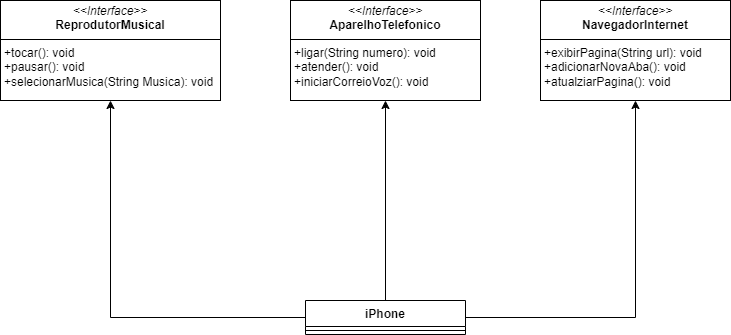 <<Interface>>
ReprodutorMusical
+tocar(): void
+pausar(): void
+selecionarMusica(String Musica): void
<<Interface>>
AparelhoTelefonico
+ligar(String numero): void
+atender(): void
+iniciarCorreioVoz(): void
<<Interface>>
NavegadorInternet
+exibirPagina(String url): void
+adicionarNovaAba(): void
+atualziarPagina(): void
iPhone